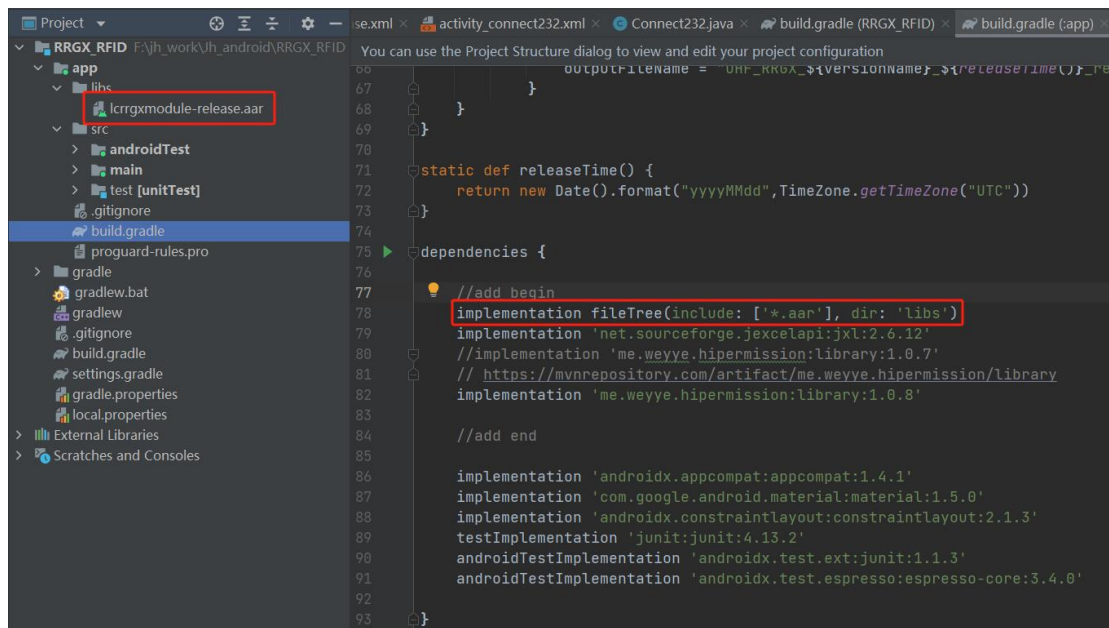 Project
se.xml
activity_connect232.xml
Connect232.java
build.gradle (RRGX_RFID)
build.gradle (:app)
RRGX_RFID F:\jh_work\Jh_android\RRGX_RFID
app
libs
lcrrgxmodule-release.aar
src
androidTest
main
test [unitTest]
.gitignore
build.gradle
proguard-rules.pro
gradle
gradlew.bat
gradlew
.gitignore
build.gradle
settings.gradle
gradle.properties
local.properties
External Libraries
Scratches and Consoles
You can use the Project Structure dialog to view and edit your project configuration
66 outputFileName = "UHF_RRGX_${versionName}_${releaseTime()}_re
67 }
68 }
69 }
70
71 static def releaseTime() {
72 return new Date().format("yyyyMMdd",TimeZone.getTimeZone("UTC"))
73 }
74
75 dependencies {
76
77 //add begin
78 implementation fileTree(include: ['*.aar'], dir: 'libs')
79 implementation 'net.sourceforge.jexcelapi:jxl:2.6.12'
80 //implementation 'me.weyye.hipermission:library:1.0.7'
81 // https://mvnrepository.com/artifact/me.weyye.hipermission/library
82 implementation 'me.weyye.hipermission:library:1.0.8'
83
84 //add end
85
86 implementation 'androidx.appcompat:appcompat:1.4.1'
87 implementation 'com.google.android.material:material:1.5.0'
88 implementation 'androidx.constraintlayout:constraintlayout:2.1.3'
89 testImplementation 'junit:junit:4.13.2'
90 androidTestImplementation 'androidx.test.ext:junit:1.1.3'
91 androidTestImplementation 'androidx.test.espresso:espresso-core:3.4.0'
92
93 }